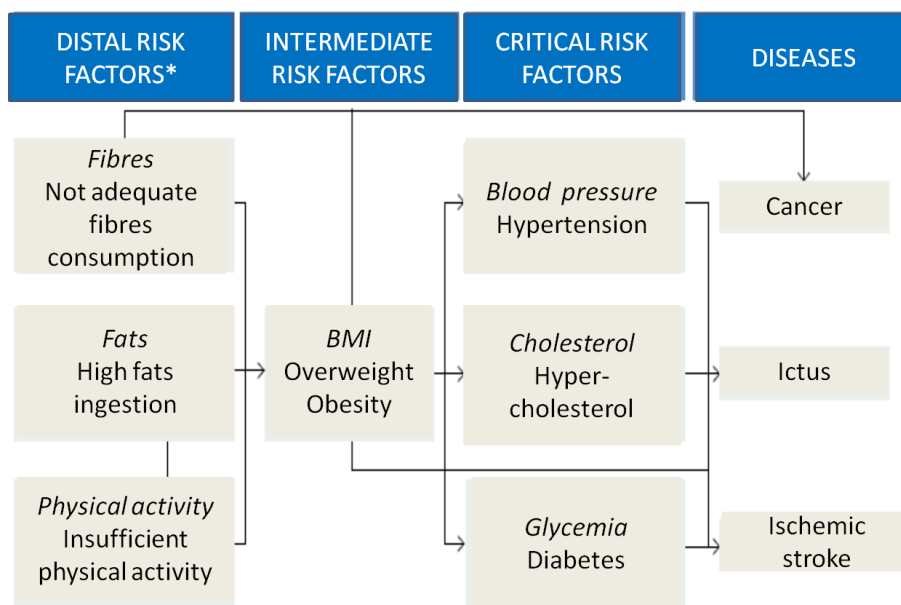 DISTAL RISK
FACTORS*
INTERMEDIATE
RISK FACTORS
CRITICAL RISK
FACTORS
DISEASES
Fibres
Not adequate
fibres
consumption
Fats
High fats
ingestion
Physical activity
Insufficient
physical activity
BMI
Overweight
Obesity
Blood pressure
Hypertension
Cholesterol
Hyper-
cholesterol
Glycemia
Diabetes
Cancer
Ictus
Ischemic
stroke